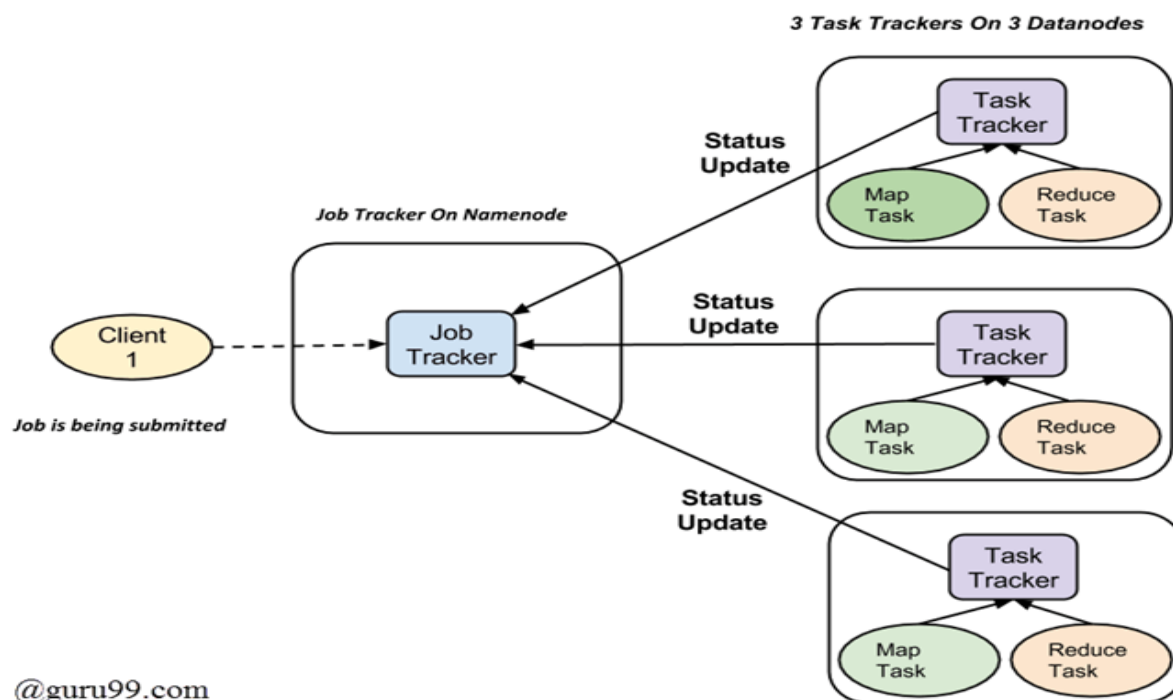 3 Task Trackers On 3 Datanodes
Task
Tracker
Status
Update
Map
Task
Reduce
Task
Job Tracker On Namenode
Status
Update
Task
Tracker
Client
1
Job
Tracker
Map
Task
Reduce
Task
Job is being submitted
Status
Update
Task
Tracker
Map
Task
Reduce
Task
@guru99.com